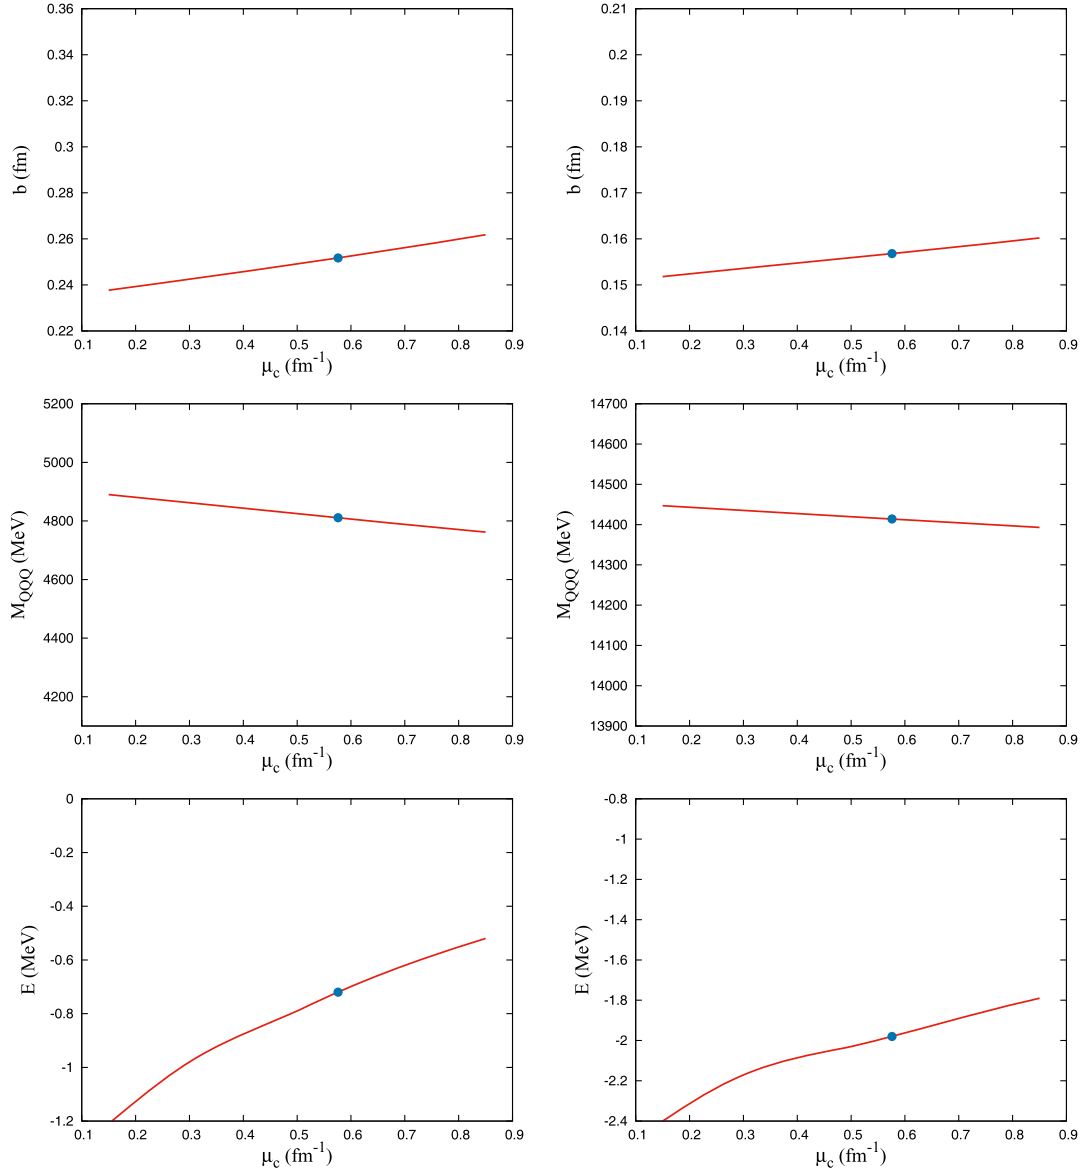 0.36
0.34
0.32
0.3
0.28
0.26
0.24
0.22
b (fm)
0.1 0.2 0.3 0.4 0.5 0.6 0.7 0.8 0.9
μc (fm-1)
0.21
0.2
0.19
0.18
0.17
0.16
0.15
0.14
b (fm)
0.1 0.2 0.3 0.4 0.5 0.6 0.7 0.8 0.9
μc (fm-1)
5200
5000
4800
4600
4400
4200
MQQQ (MeV)
0.1 0.2 0.3 0.4 0.5 0.6 0.7 0.8 0.9
μc (fm-1)
14700
14600
14500
14400
14300
14200
14100
14000
13900
MQQQ (MeV)
0.1 0.2 0.3 0.4 0.5 0.6 0.7 0.8 0.9
μc (fm-1)
0
-0.2
-0.4
-0.6
-0.8
-1
-1.2
E (MeV)
0.1 0.2 0.3 0.4 0.5 0.6 0.7 0.8 0.9
μc (fm-1)
-0.8
-1
-1.2
-1.4
-1.6
-1.8
-2
-2.2
-2.4
E (MeV)
0.1 0.2 0.3 0.4 0.5 0.6 0.7 0.8 0.9
μc (fm-1)